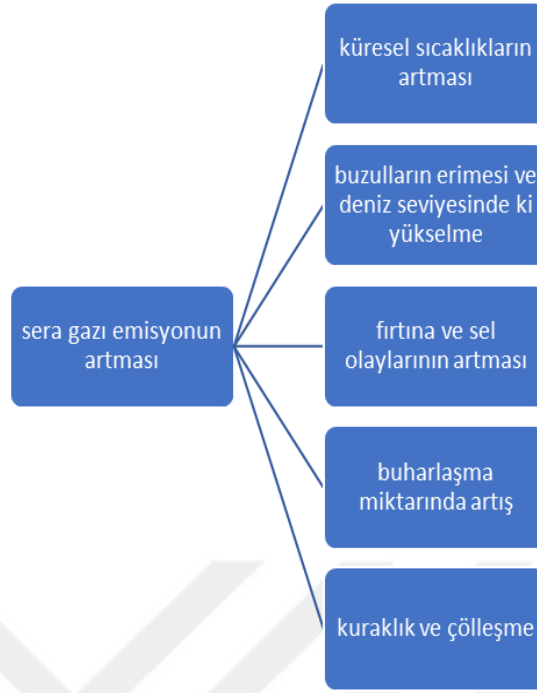 küresel sıcaklıkların
artması
buzulların erimesi ve
deniz seviyesinde ki
yükselme
sera gazı emisyonun
artması
fırtına ve sel
olaylarının artması
buharlaşma
miktarında artış
kuraklık ve çölleşme